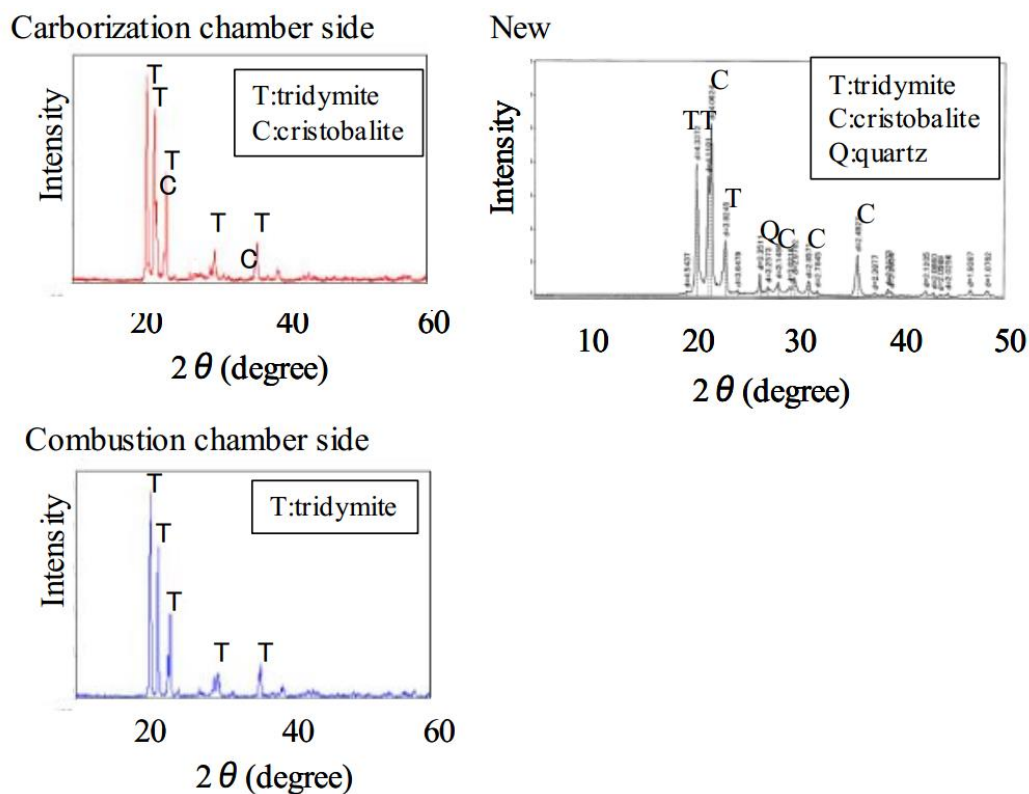 Carborization chamber side
Intensity
T
T
T
C
T
C
T
T:tridymite
C:cristobalite
20 40 60
2θ (degree)
New
Intensity
T T
C
T
Q
C
C
C
T:tridymite
C:cristobalite
Q:quartz
10 20 30 40 50
2θ (degree)
Combustion chamber side
Intensity
T
T
T
T
T
T:tridymite
20 40 60
2θ (degree)